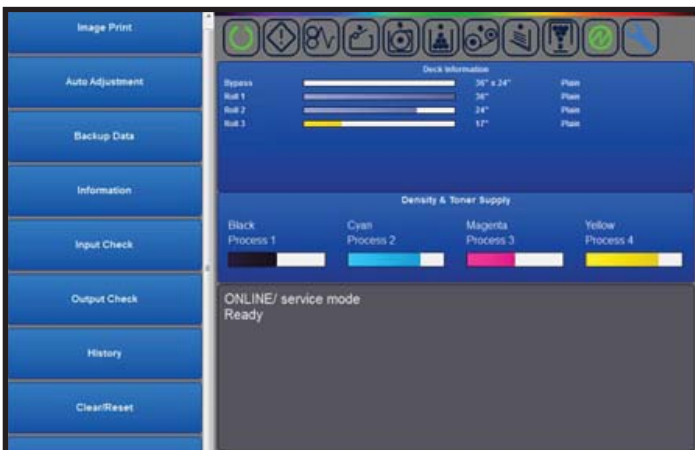 Image Print
Auto Adjustment
Backup Data
Information
Input Check
Output Check
History
Clear/Reset
Deck Information
Bypass 36" x 24" Plain
Roll 1 36" Plain
Roll 2 24" Plain
Roll 3 17" Plain
Density & Toner Supply
Black Cyan Magenta Yellow
Process 1 Process 2 Process 3 Process 4
ONLINE/ service mode
Ready